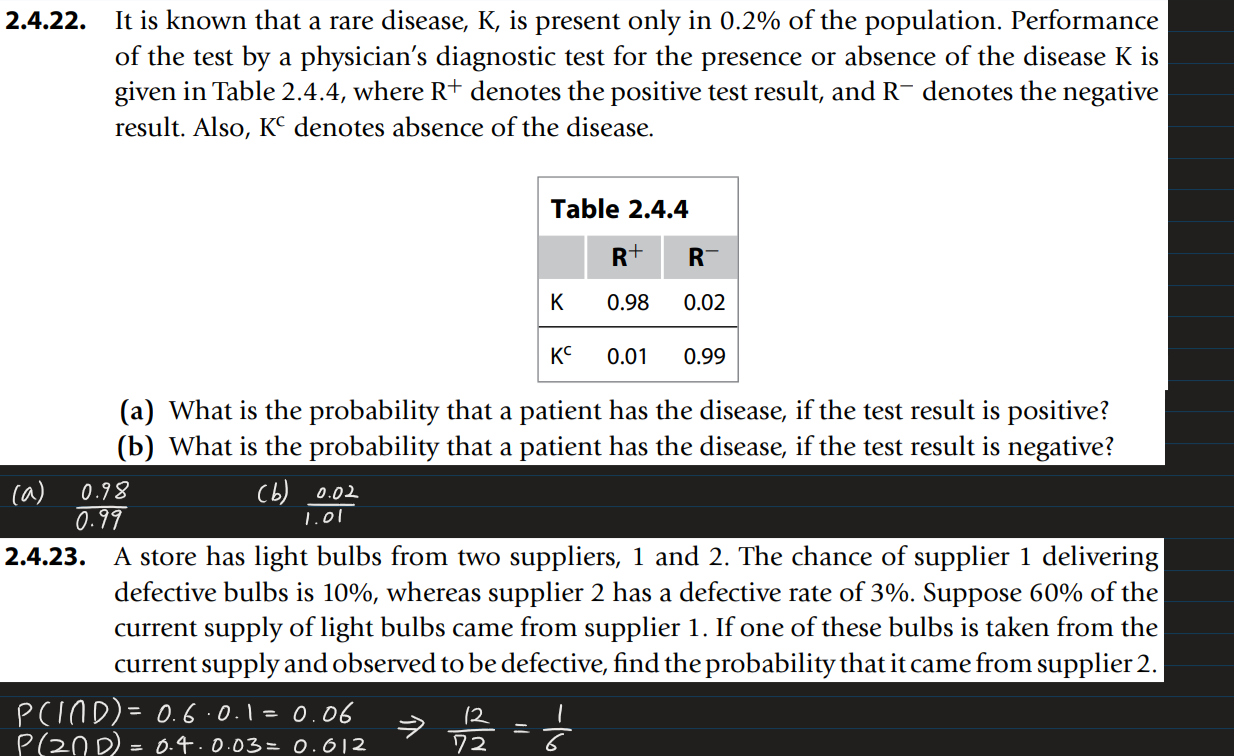 2.4.22. It is known that a rare disease, K, is present only in 0.2% of the population. Performance
of the test by a physician's diagnostic test for the presence or absence of the disease K is
given in Table 2.4.4, where R⁺ denotes the positive test result, and R⁻ denotes the negative
result. Also, Kᶜ denotes absence of the disease.
Table 2.4.4
R⁺ R⁻
K 0.98 0.02
Kᶜ 0.01 0.99
(a) What is the probability that a patient has the disease, if the test result is positive?
(b) What is the probability that a patient has the disease, if the test result is negative?
(a) 0.98/0.99 (b) 0.02/1.01
2.4.23. A store has light bulbs from two suppliers, 1 and 2. The chance of supplier 1 delivering
defective bulbs is 10%, whereas supplier 2 has a defective rate of 3%. Suppose 60% of the
current supply of light bulbs came from supplier 1. If one of these bulbs is taken from the
current supply and observed to be defective, find the probability that it came from supplier 2.
P(1∩D) = 0.6 · 0.1 = 0.06 ⇒ 12/72 = 1/6
P(2∩D) = 0.4 · 0.03 = 0.012